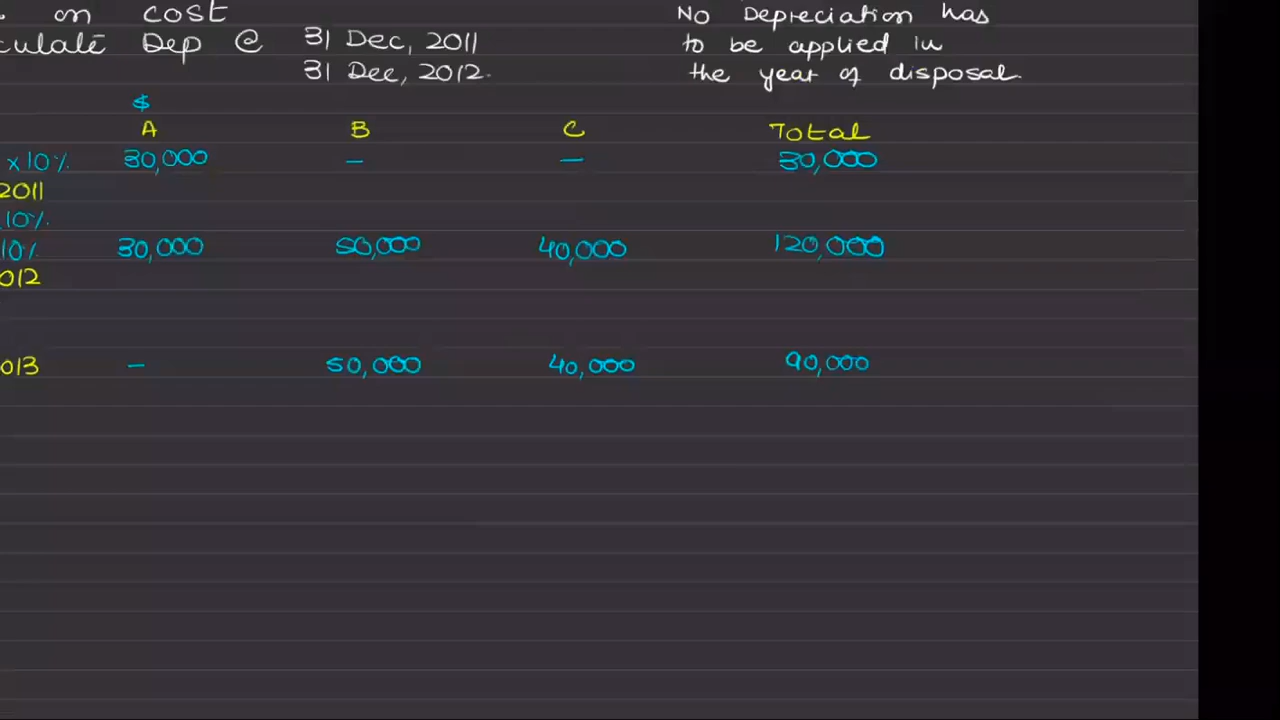 on cost
culate Dep @ 31 Dec, 2011
31 Dec, 2012.
No Depreciation has
to be applied in
the year of disposal.
$
A B C Total
x10% 30,000 — — 30,000
2011
10%
10% 30,000 50,000 40,000 120,000
012
013 — 50,000 40,000 90,000